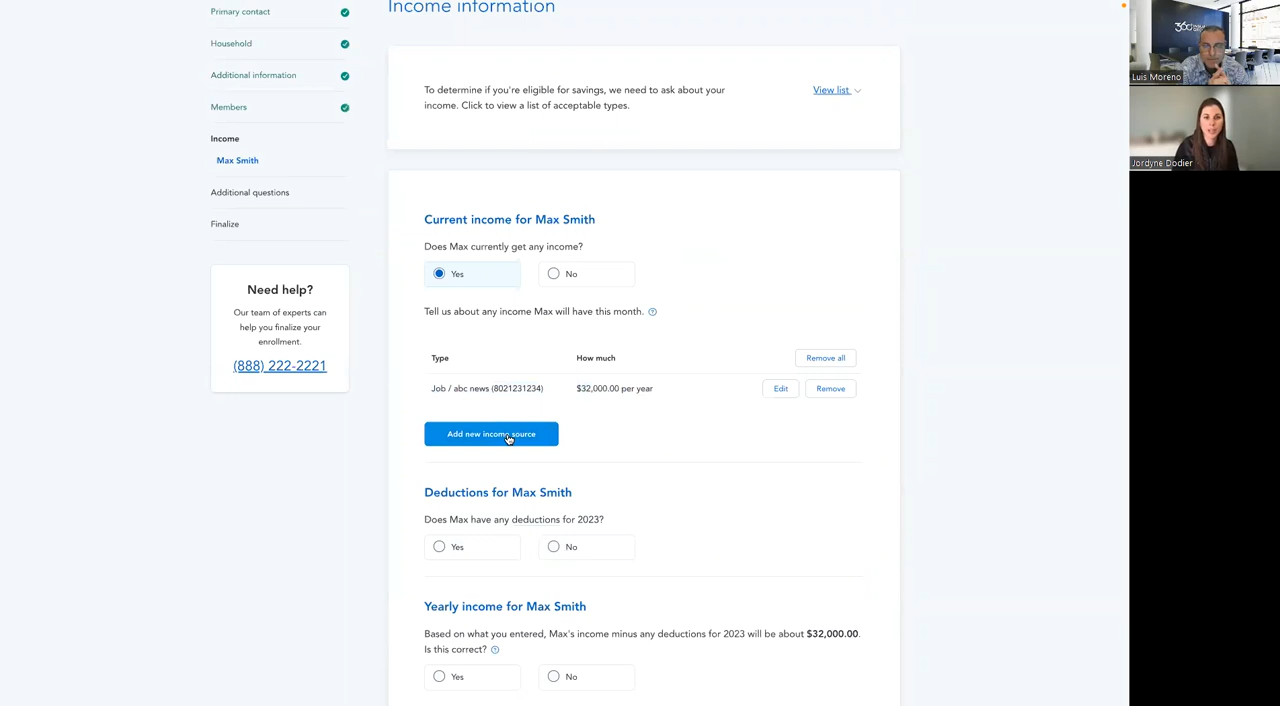 Primary contact
Household
Additional information
Members
Income
Max Smith
Additional questions
Finalize
Need help?
Our team of experts can
help you finalize your
enrollment.
(888) 222-2221
Income information
To determine if you're eligible for savings, we need to ask about your
income. Click to view a list of acceptable types.
View list
Current income for Max Smith
Does Max currently get any income?
Yes
No
Tell us about any income Max will have this month.
Type
How much
Remove all
Job / abc news (8021231234)
$32,000.00 per year
Edit
Remove
Add new income source
Deductions for Max Smith
Does Max have any deductions for 2023?
Yes
No
Yearly income for Max Smith
Based on what you entered, Max's income minus any deductions for 2023 will be about $32,000.00.
Is this correct?
Yes
No
360
Luis Moreno
Jordyne Dodier